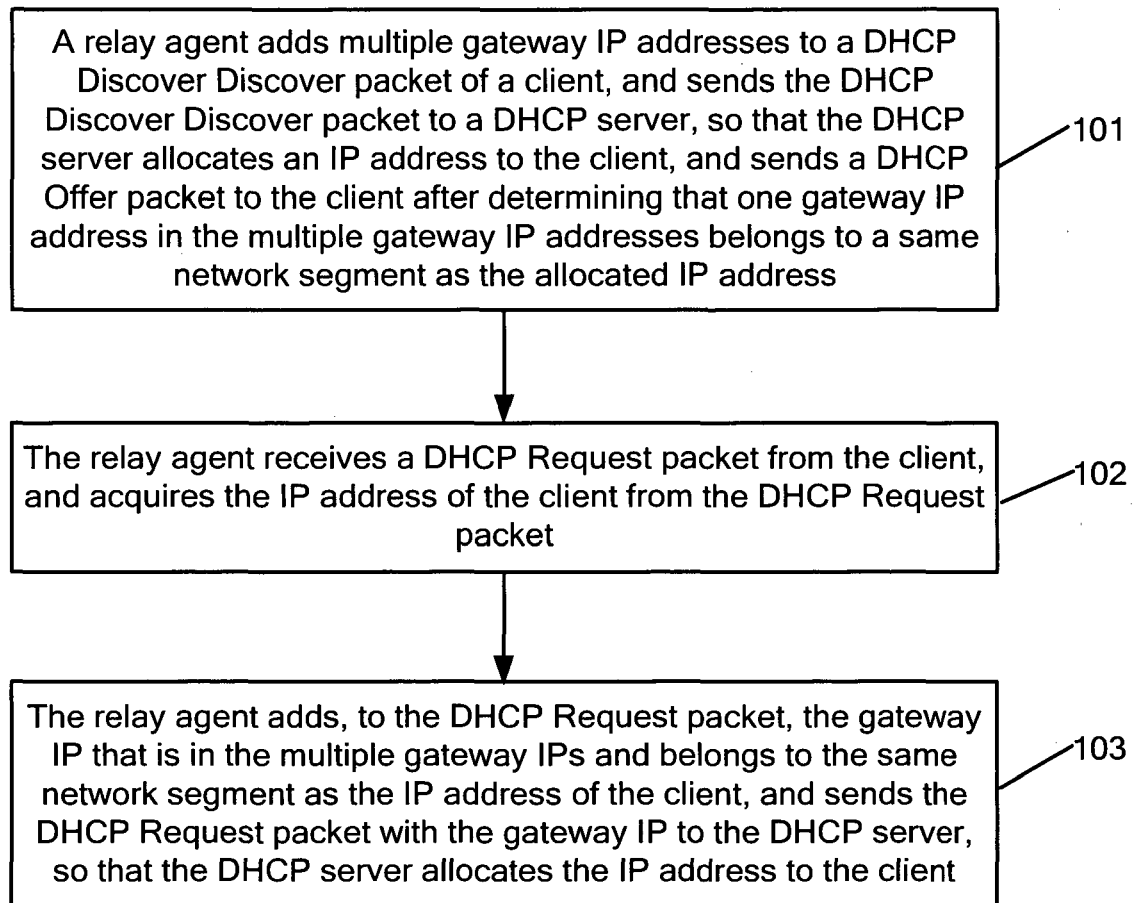 A relay agent adds multiple gateway IP addresses to a DHCP
Discover Discover packet of a client, and sends the DHCP
Discover Discover packet to a DHCP server, so that the DHCP
server allocates an IP address to the client, and sends a DHCP
Offer packet to the client after determining that one gateway IP
address in the multiple gateway IP addresses belongs to a same
network segment as the allocated IP address
101
The relay agent receives a DHCP Request packet from the client,
and acquires the IP address of the client from the DHCP Request
packet
102
The relay agent adds, to the DHCP Request packet, the gateway
IP that is in the multiple gateway IPs and belongs to the same
network segment as the IP address of the client, and sends the
DHCP Request packet with the gateway IP to the DHCP server,
so that the DHCP server allocates the IP address to the client
103